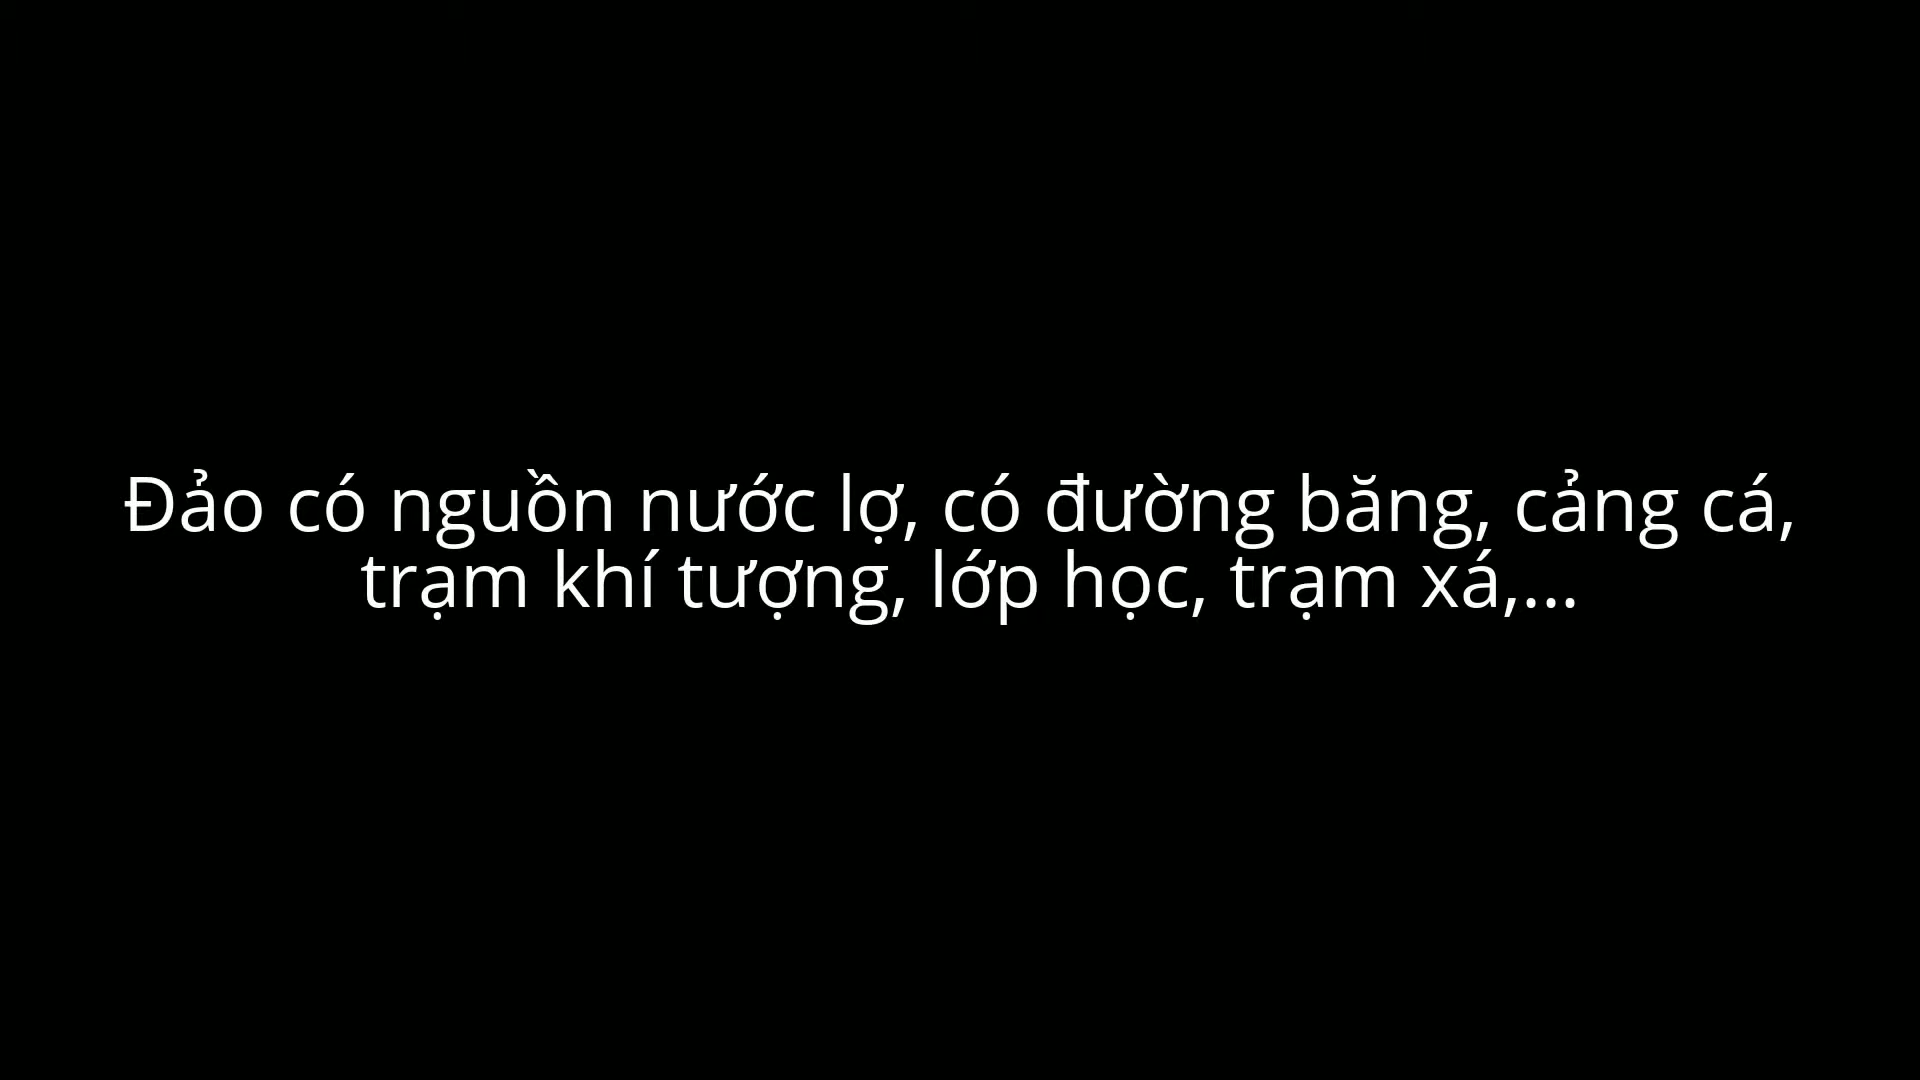 Đảo có nguồn nước lợ, có đường băng, cảng cá,
trạm khí tượng, lớp học, trạm xá,...